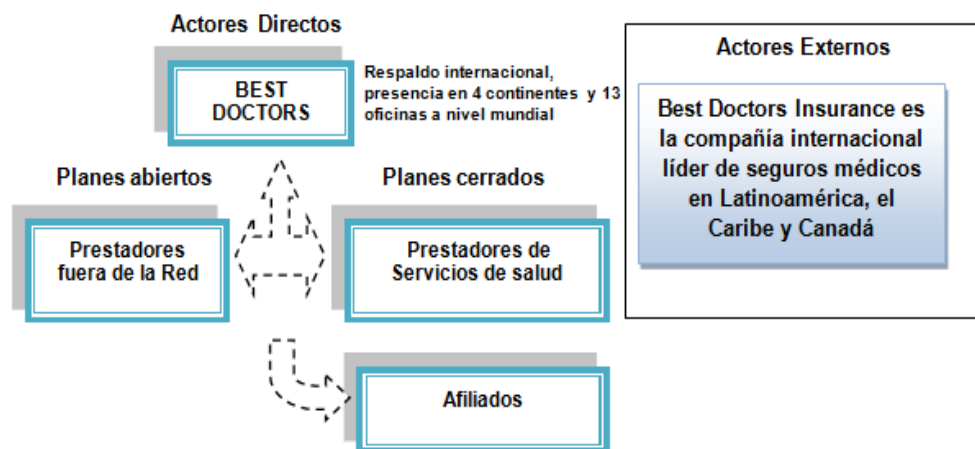 Actores Directos
BEST
DOCTORS
Respaldo internacional,
presencia en 4 continentes y 13
oficinas a nivel mundial
Planes abiertos
Prestadores
fuera de la Red
Planes cerrados
Prestadores de
Servicios de salud
Afiliados
Actores Externos
Best Doctors Insurance es
la compañía internacional
líder de seguros médicos
en Latinoamérica, el
Caribe y Canadá